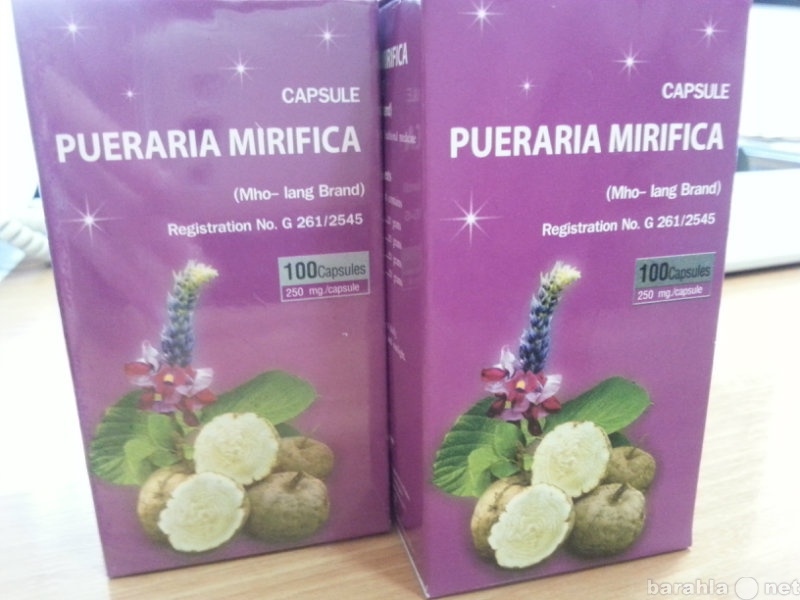 CAPSULE
PUERARIA MIRIFICA
(Mho- lang Brand)
Registration No. G 261/2545
100Capsules
250 mg./capsule
CAPSULE
PUERARIA MIRIFICA
(Mho- lang Brand)
Registration No. G 261/2545
100Capsules
250 mg./capsule
barahla net